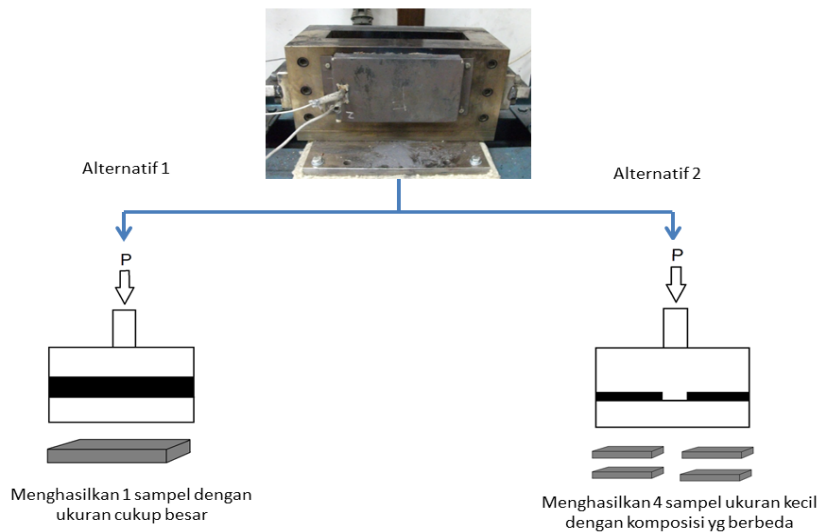 Alternatif 1
Alternatif 2
P
P
Menghasilkan 1 sampel dengan
ukuran cukup besar
Menghasilkan 4 sampel ukuran kecil
dengan komposisi yg berbeda